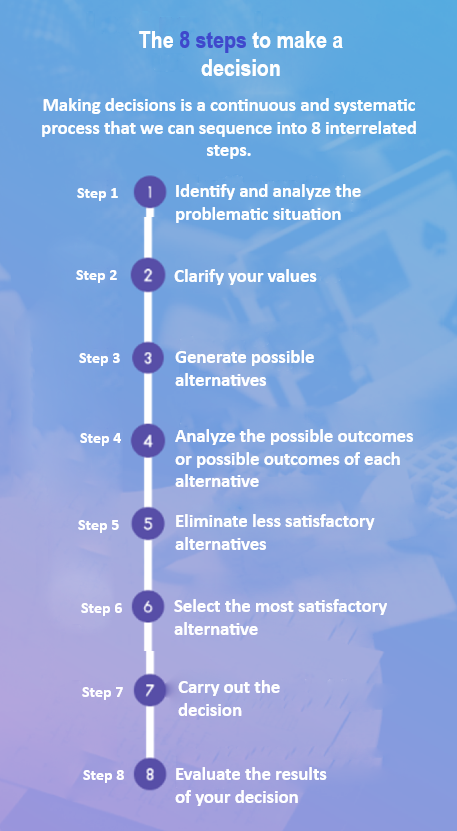 The 8 steps to make a
decision
Making decisions is a continuous and systematic
process that we can sequence into 8 interrelated
steps.
Step 1 1 Identify and analyze the
problematic situation
Step 2 2 Clarify your values
Step 3 3 Generate possible
alternatives
Step 4 4 Analyze the possible outcomes
or possible outcomes of each
alternative
Step 5 5 Eliminate less satisfactory
alternatives
Step 6 6 Select the most satisfactory
alternative
Step 7 7 Carry out the
decision
Step 8 8 Evaluate the results
of your decision